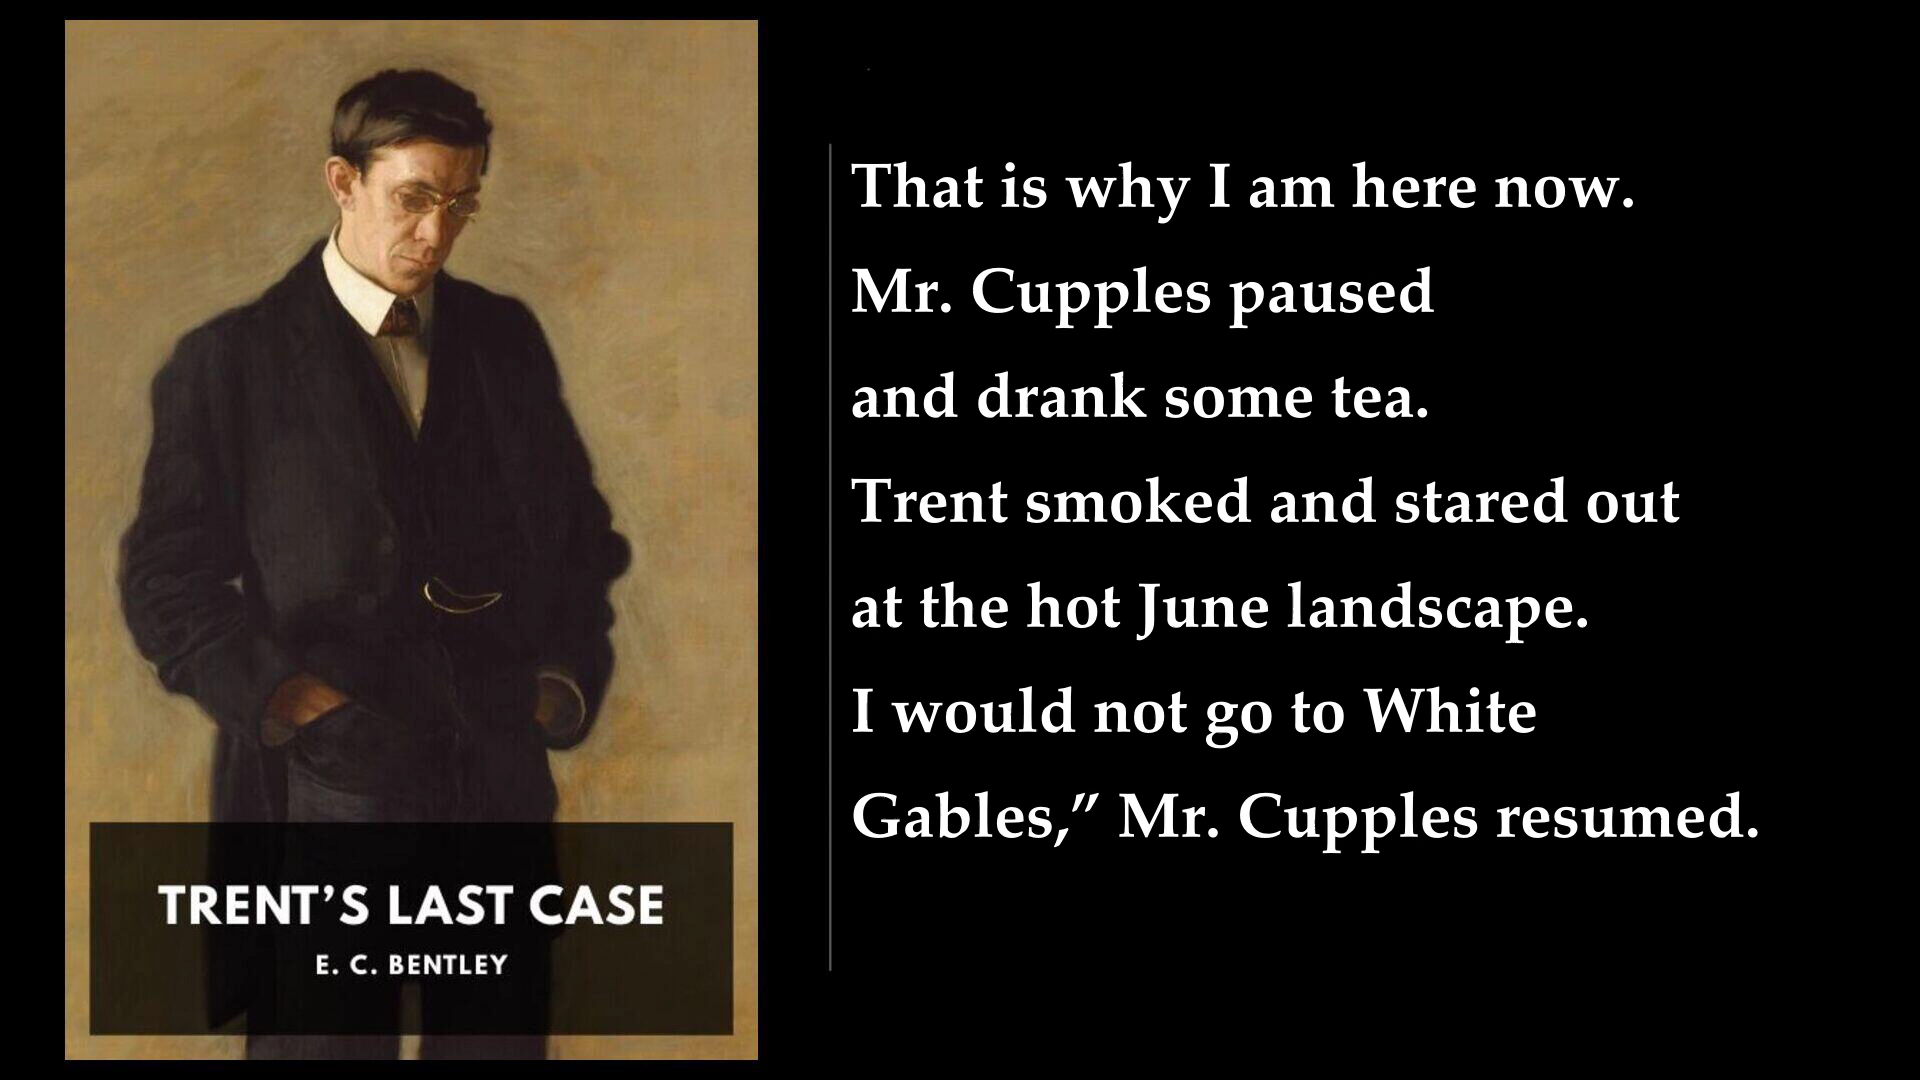 TRENT’S LAST CASE
E. C. BENTLEY
That is why I am here now.
Mr. Cupples paused
and drank some tea.
Trent smoked and stared out
at the hot June landscape.
I would not go to White
Gables,” Mr. Cupples resumed.